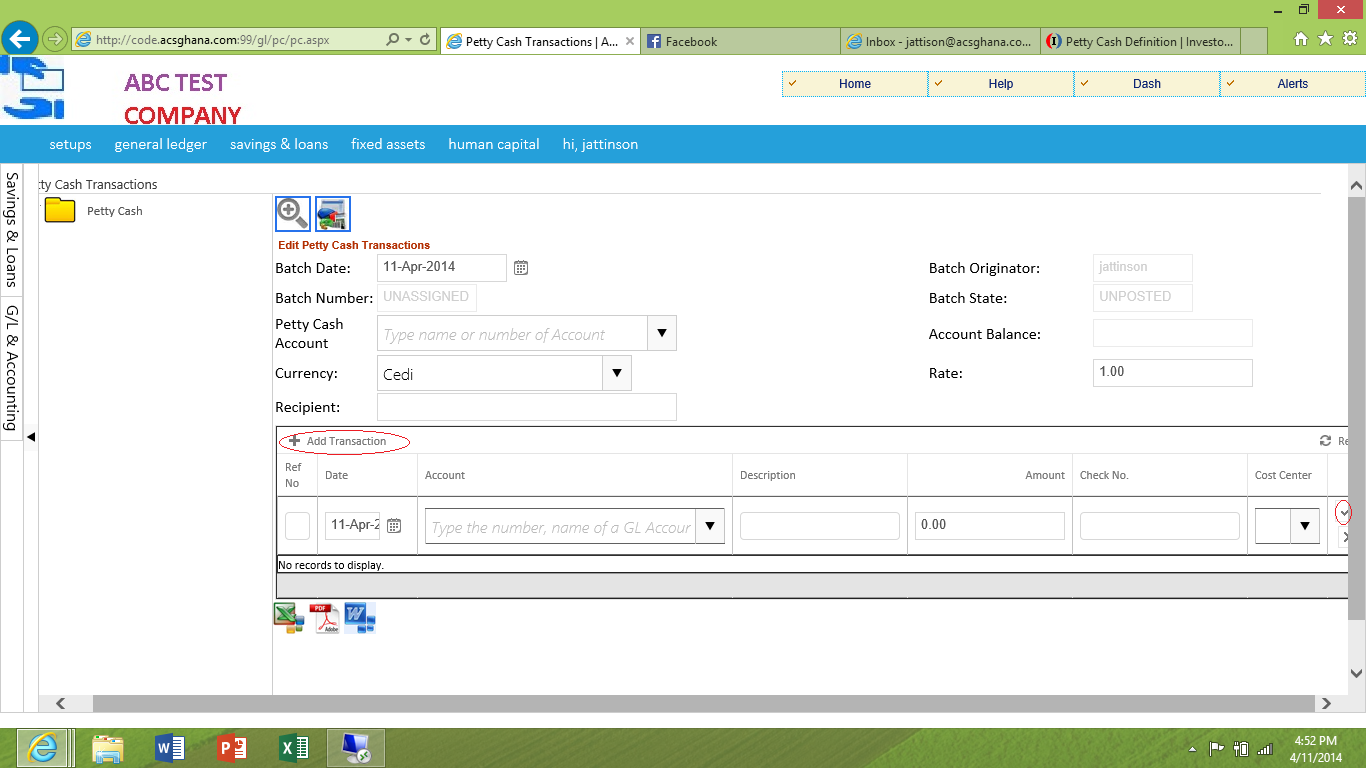 http://code.acsghana.com:99/gl/pc/pc.aspx
Petty Cash Transactions | A...
Facebook
Inbox - jattison@acsghana.co...
Petty Cash Definition | Investo...
ABC TEST
COMPANY
Home
Help
Dash
Alerts
setups
general ledger
savings & loans
fixed assets
human capital
hi, jattinson
Savings & Loans
G/L & Accounting
tty Cash Transactions
Petty Cash
Edit Petty Cash Transactions
Batch Date:
11-Apr-2014
Batch Originator:
jattinson
Batch Number:
UNASSIGNED
Batch State:
UNPOSTED
Petty Cash
Account
Type name or number of Account
Account Balance:
Currency:
Cedi
Rate:
1.00
Recipient:
Add Transaction
Re
Ref
No
Date
Account
Description
Amount
Check No.
Cost Center
11-Apr-2
Type the number, name of a GL Accour
0.00
No records to display.
PDF
Adobe
4:52 PM
4/11/2014